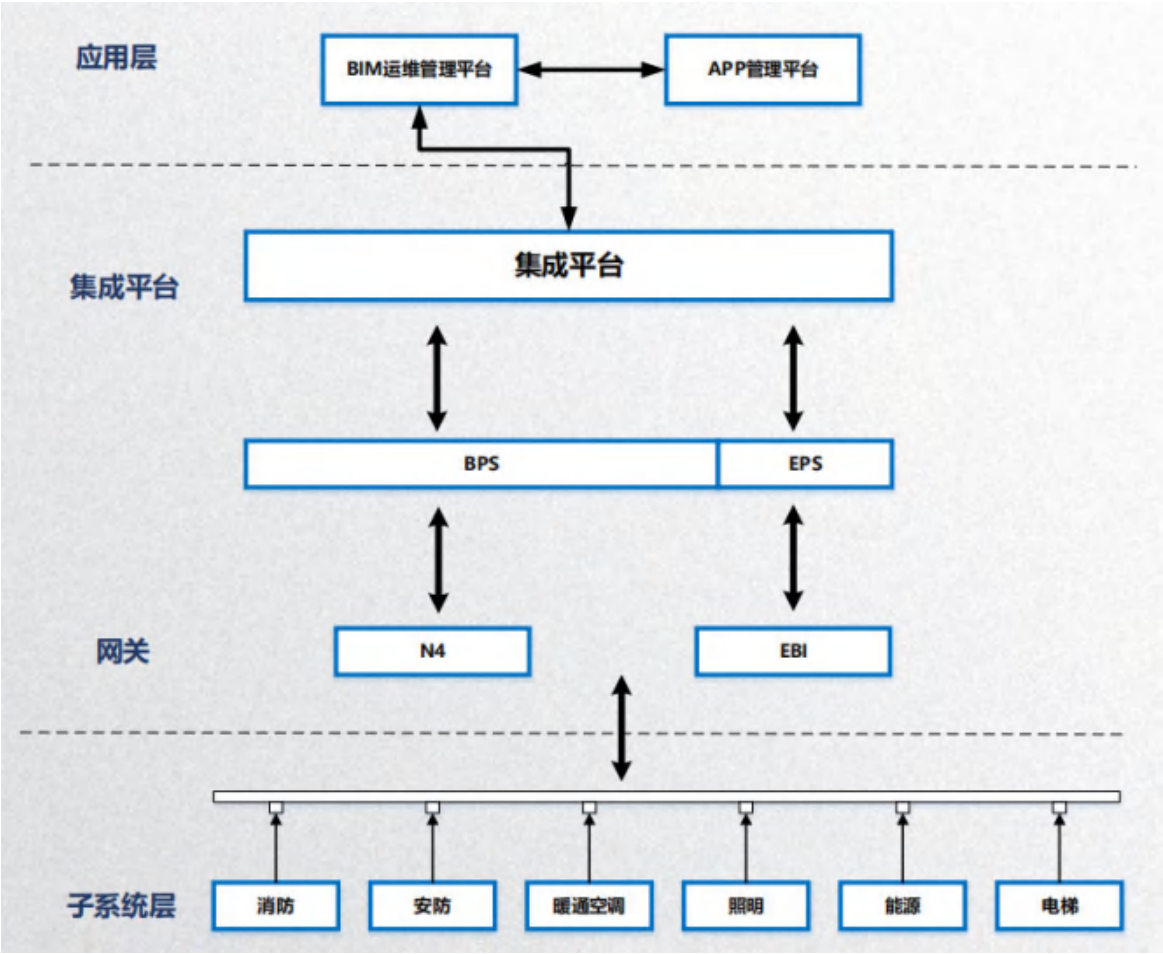 应用层
BIM运维管理平台
APP管理平台
集成平台
集成平台
BPS
EPS
网关
N4
EBI
子系统层
消防
安防
暖通空调
照明
能源
电梯